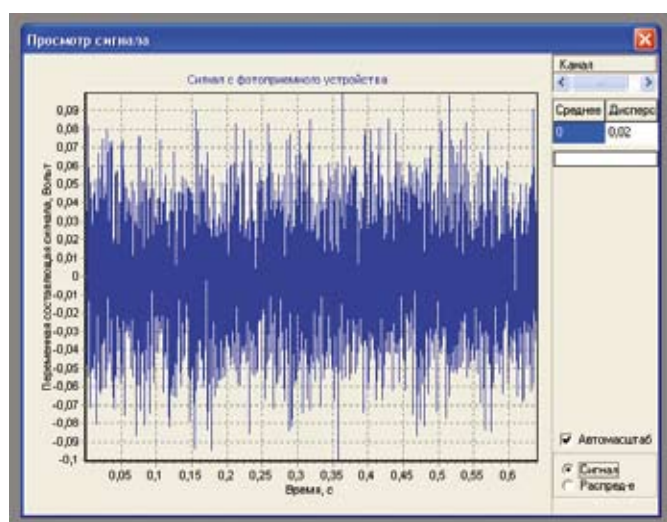 Просмотр сигнала
Сигнал с фотоприемного устройства
Переменная составляющая сигнала, Вольт
0,09
0,08
0,07
0,06
0,05
0,04
0,03
0,02
0,01
0
-0,01
-0,02
-0,03
-0,04
-0,05
-0,06
-0,07
-0,08
-0,09
-0,1
0,05 0,1 0,15 0,2 0,25 0,3 0,35 0,4 0,45 0,5 0,55 0,6
Время, с
Канал
Среднее Дисперс
0 0,02
Автомасштаб
Сигнал
Распред-е